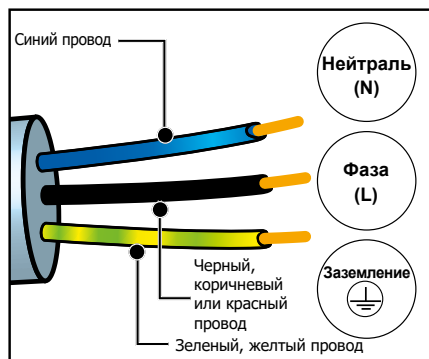 Синий провод
Нейтраль
(N)
Фаза
(L)
Заземление
Черный,
коричневый
или красный
провод
Зеленый, желтый провод